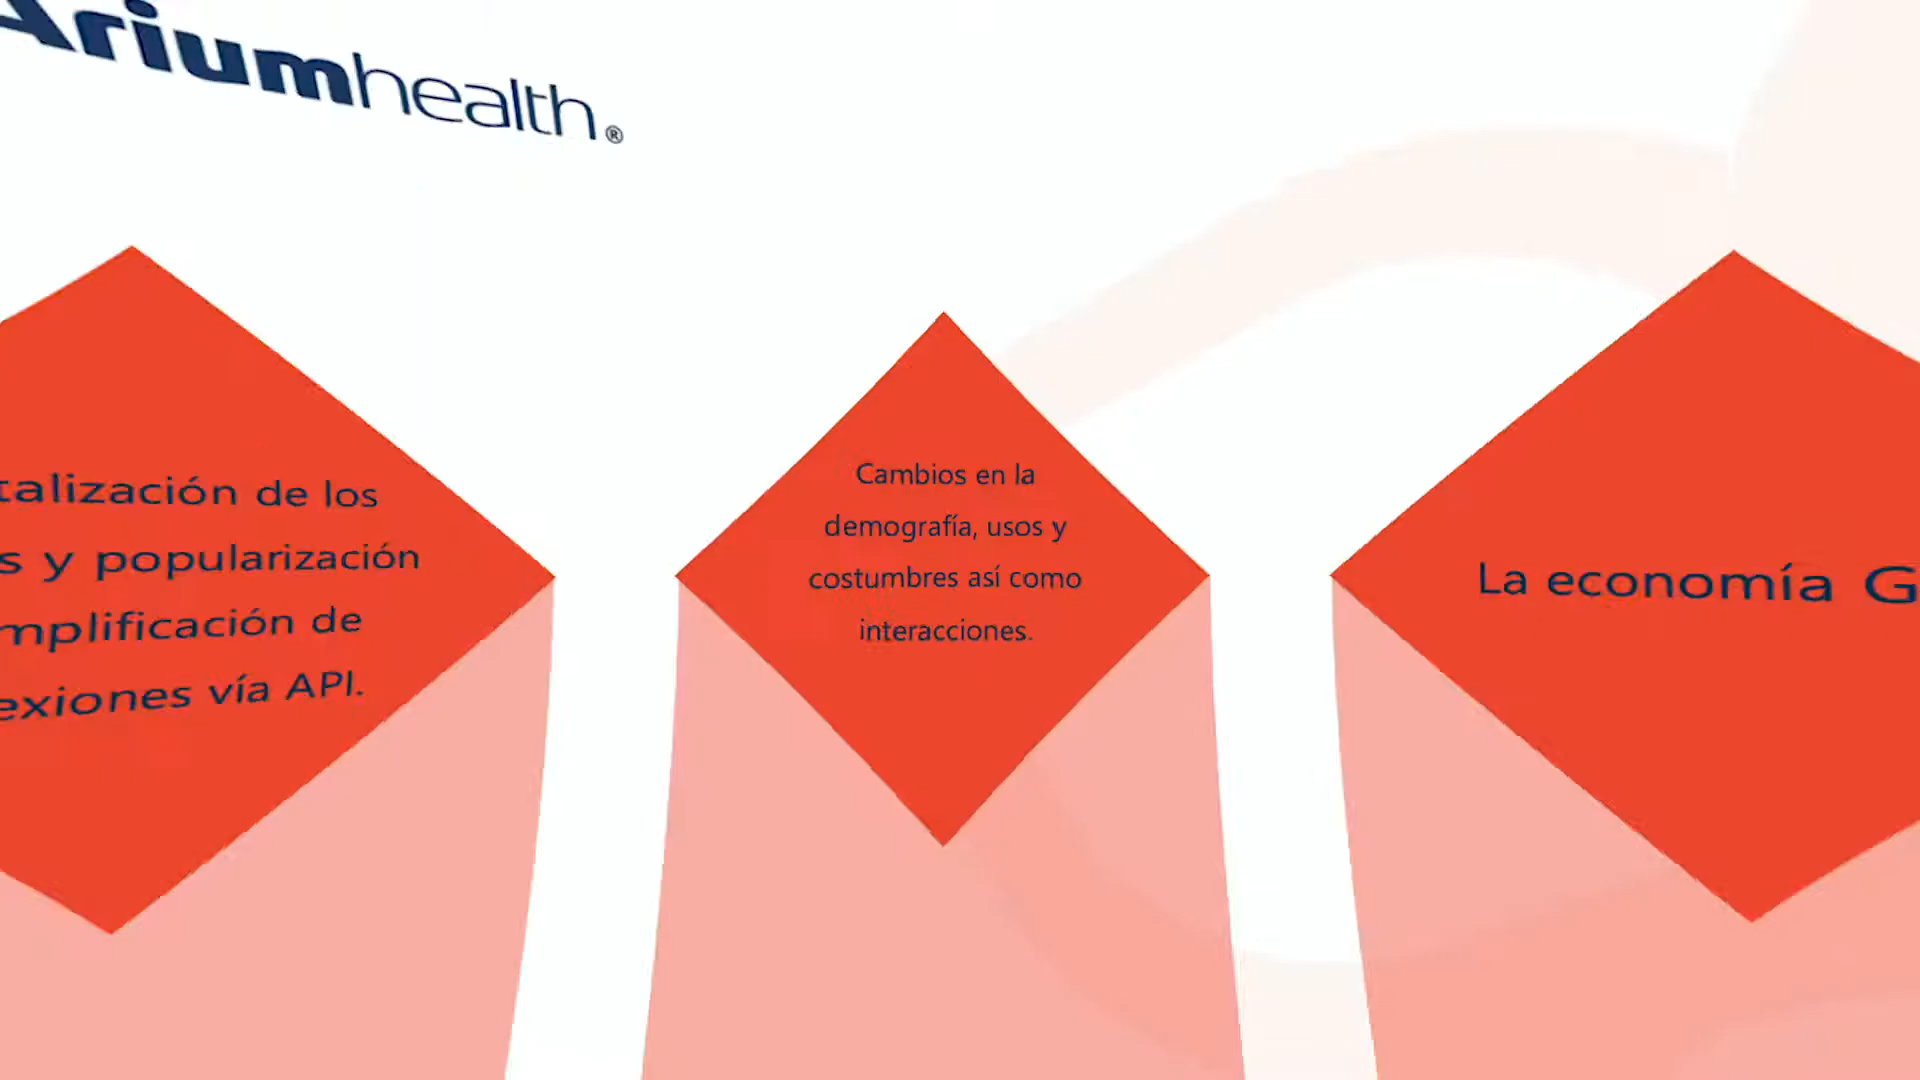 Ariumhealth®
talización de los
s y popularización
mplificación de
exiones vía API.
Cambios en la
demografía, usos y
costumbres así como
interacciones.
La economía G